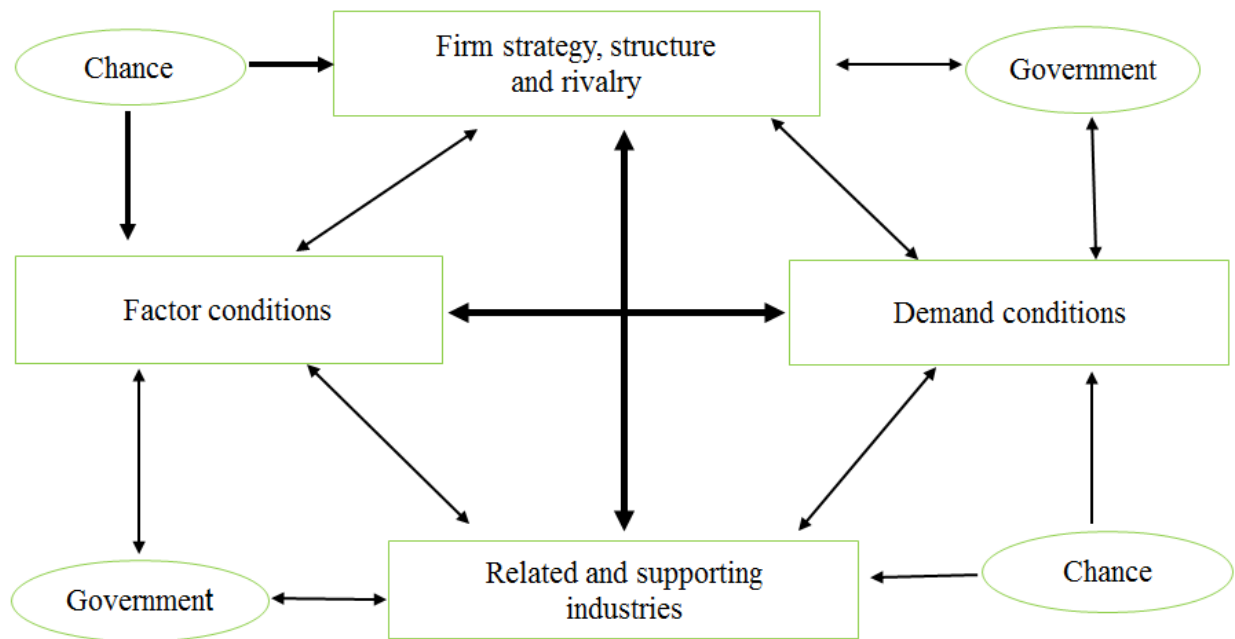 Firm strategy, structure
and rivalry
Chance
Government
Factor conditions
Demand conditions
Related and supporting
industries
Government
Chance